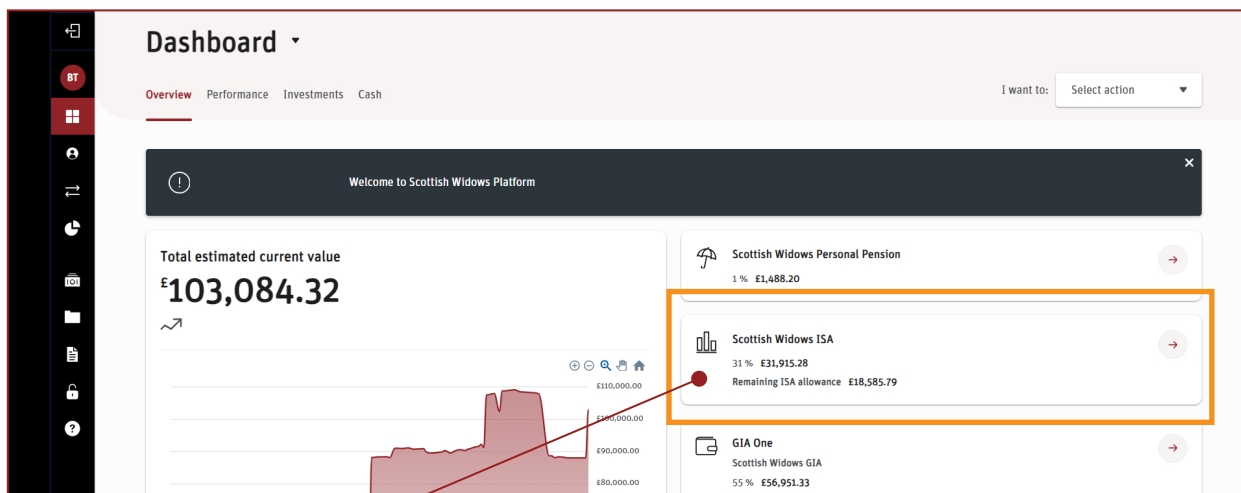 Dashboard
BT
Overview Performance Investments Cash
I want to: Select action
Welcome to Scottish Widows Platform
Total estimated current value
£103,084.32
£110,000.00
£100,000.00
£90,000.00
£80,000.00
Scottish Widows Personal Pension
1 % £1,488.20
Scottish Widows ISA
31 % £31,915.28
Remaining ISA allowance £18,585.79
GIA One
Scottish Widows GIA
55 % £56,951.33